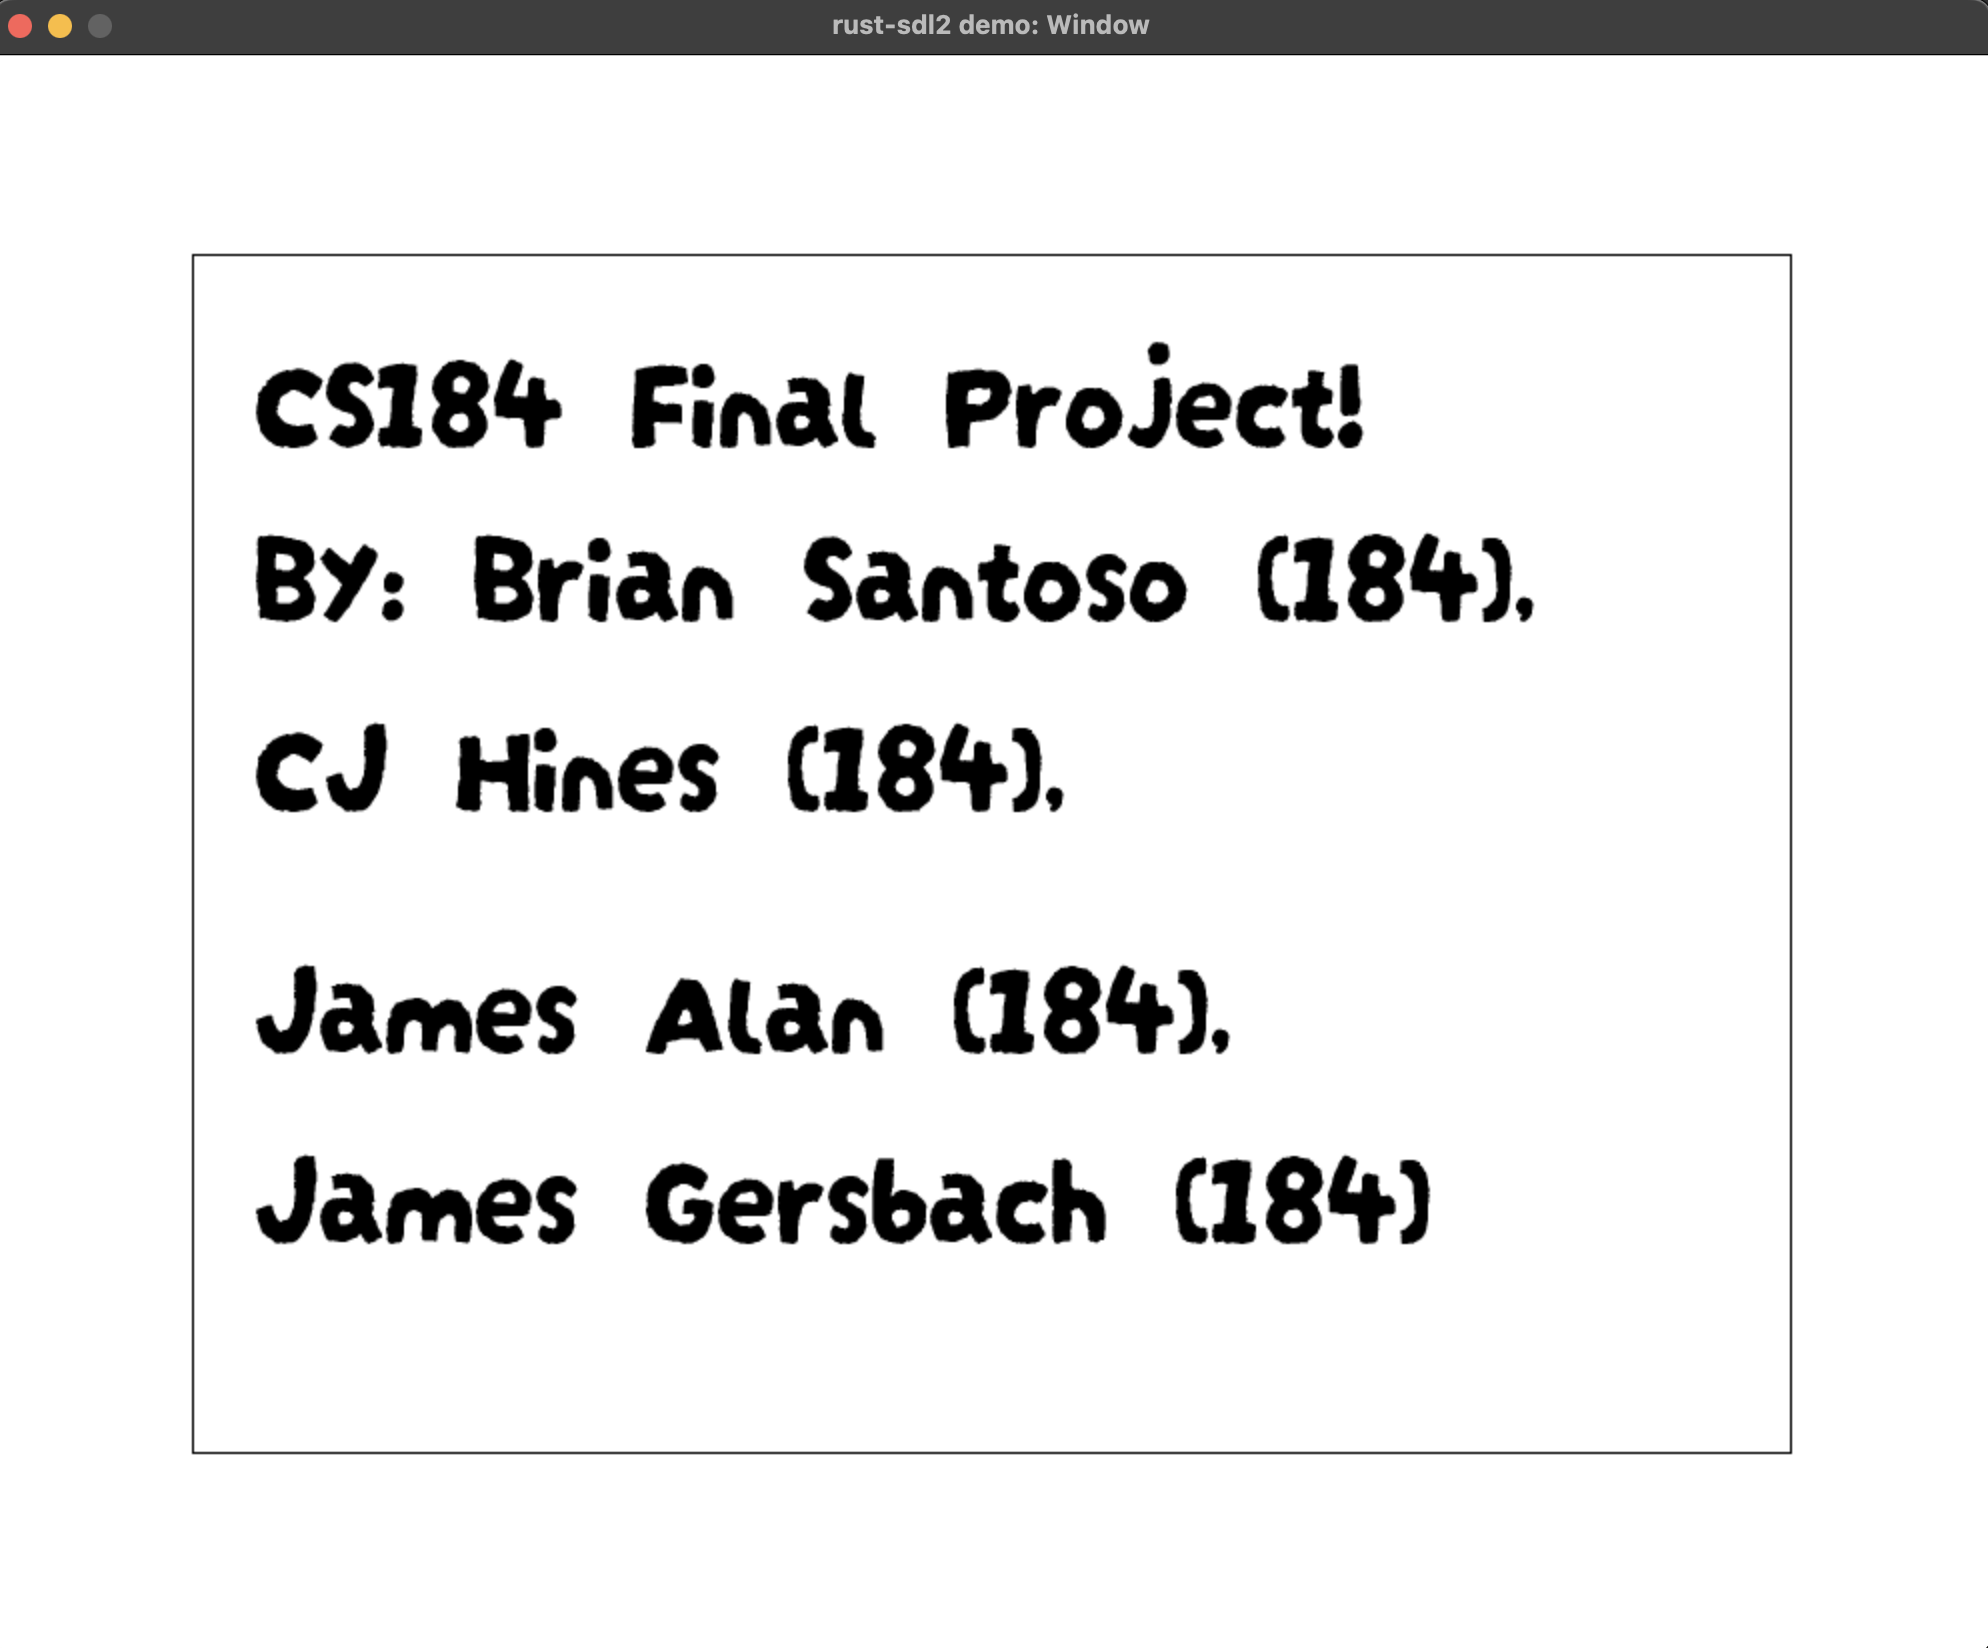 rust-sdl2 demo: Window
CS184 Final Project!
By: Brian Santoso (184),
CJ Hines (184),
James Alan (184),
James Gersbach (184)